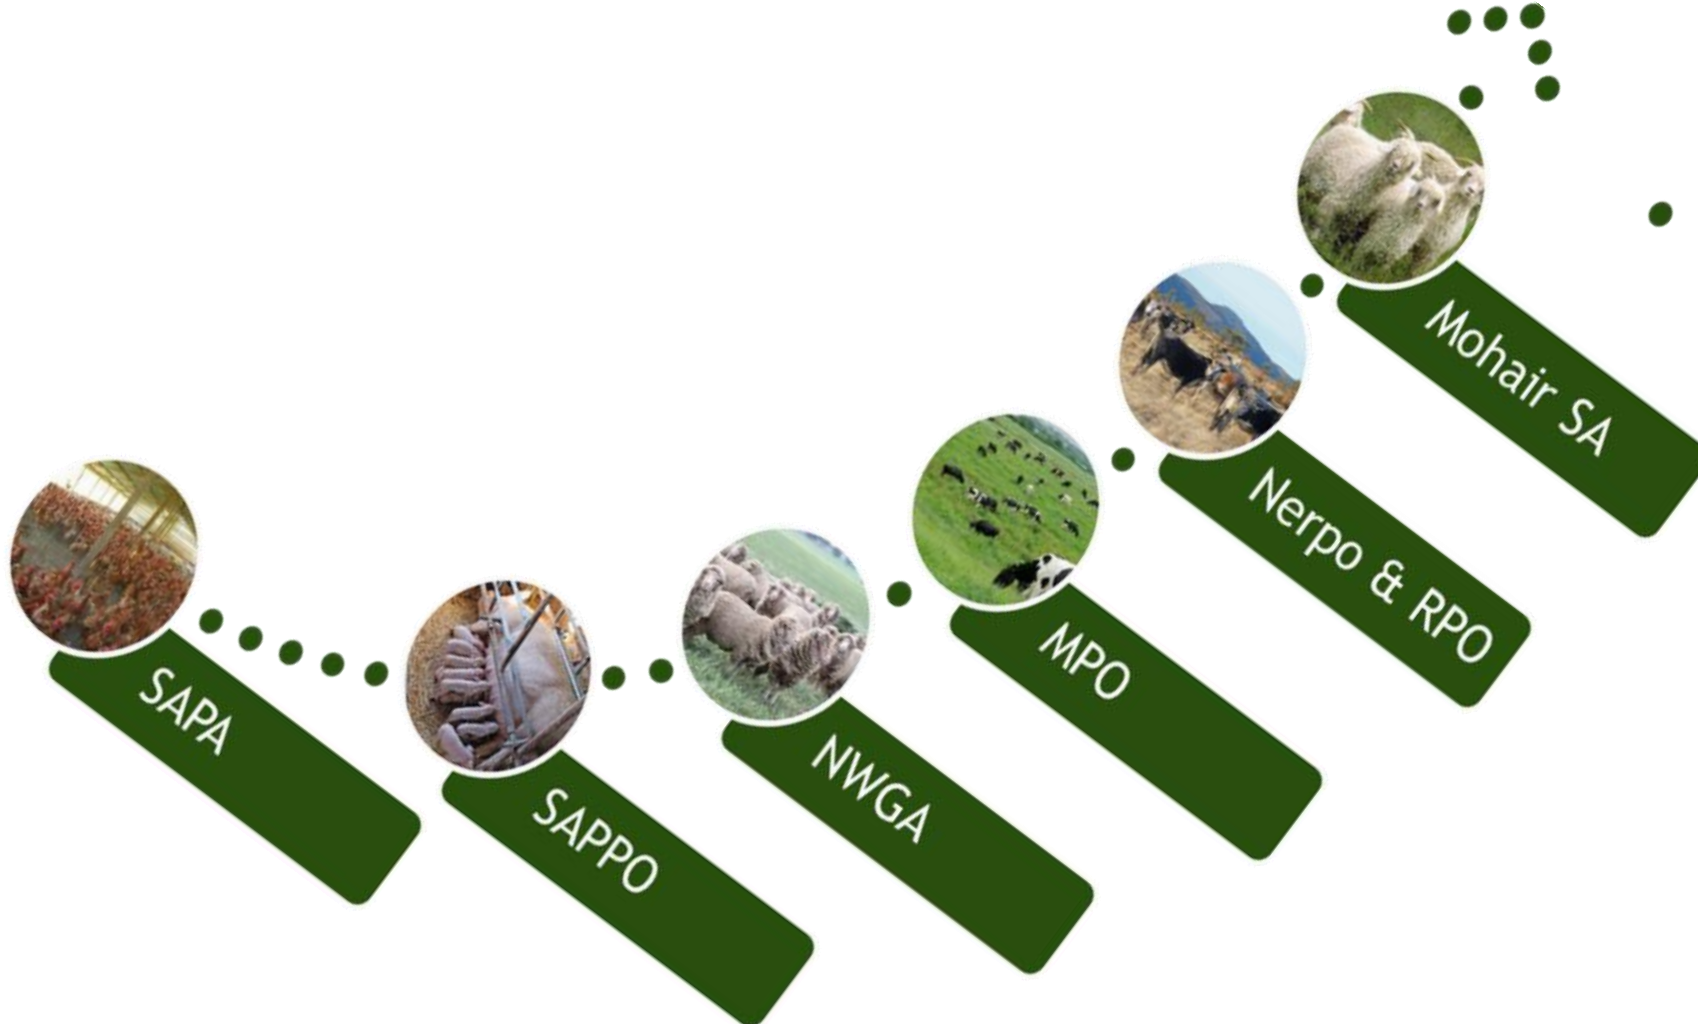 SAPA
SAPPO
NWGA
MPO
Nerpo & RPO
Mohair SA